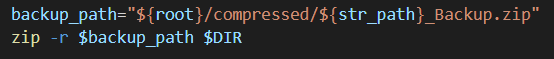 backup_path="${root}/compressed/${str_path}_Backup.zip"
zip -r $backup_path $DIR